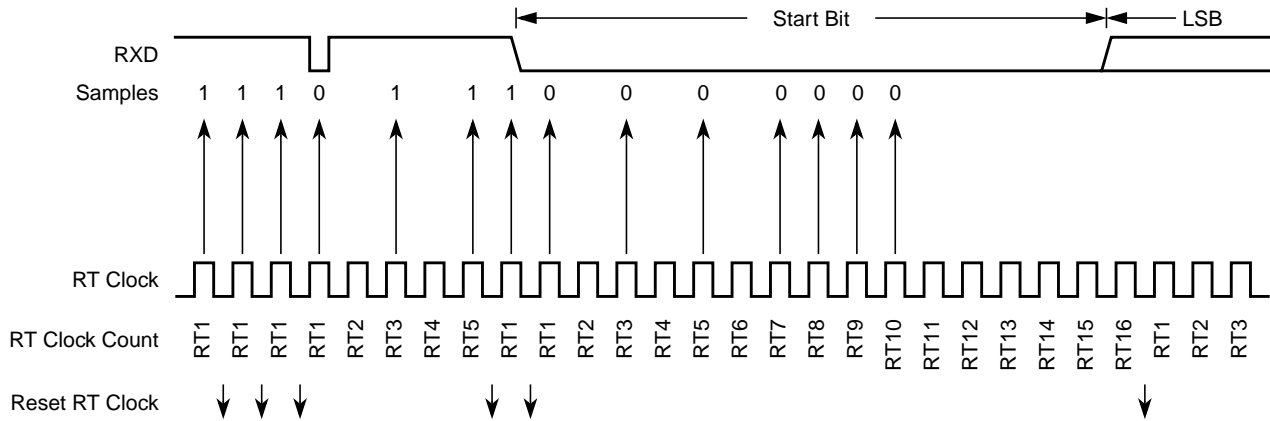 Start Bit LSB
RXD
Samples 1 1 1 0 1 1 1 0 0 0 0 0 0 0
RT Clock
RT Clock Count RT1 RT1 RT1 RT1 RT2 RT3 RT4 RT5 RT1 RT1 RT2 RT3 RT4 RT5 RT6 RT7 RT8 RT9 RT10 RT11 RT12 RT13 RT14 RT15 RT16 RT1 RT2 RT3
Reset RT Clock